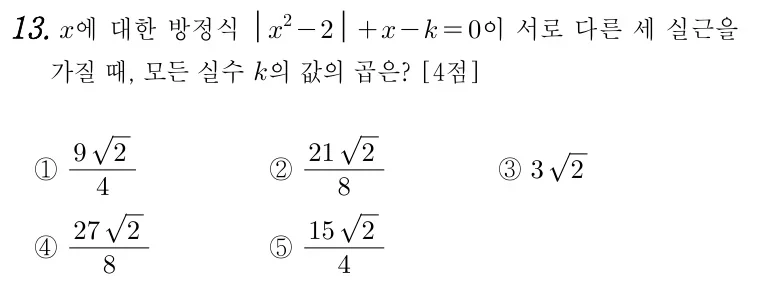 13. x에 대한 방정식 |x²-2|+x-k=0이 서로 다른 세 실근을
가질 때, 모든 실수 k의 값의 곱은? [4점]
① 9√2/4 ② 21√2/8 ③ 3√2
④ 27√2/8 ⑤ 15√2/4